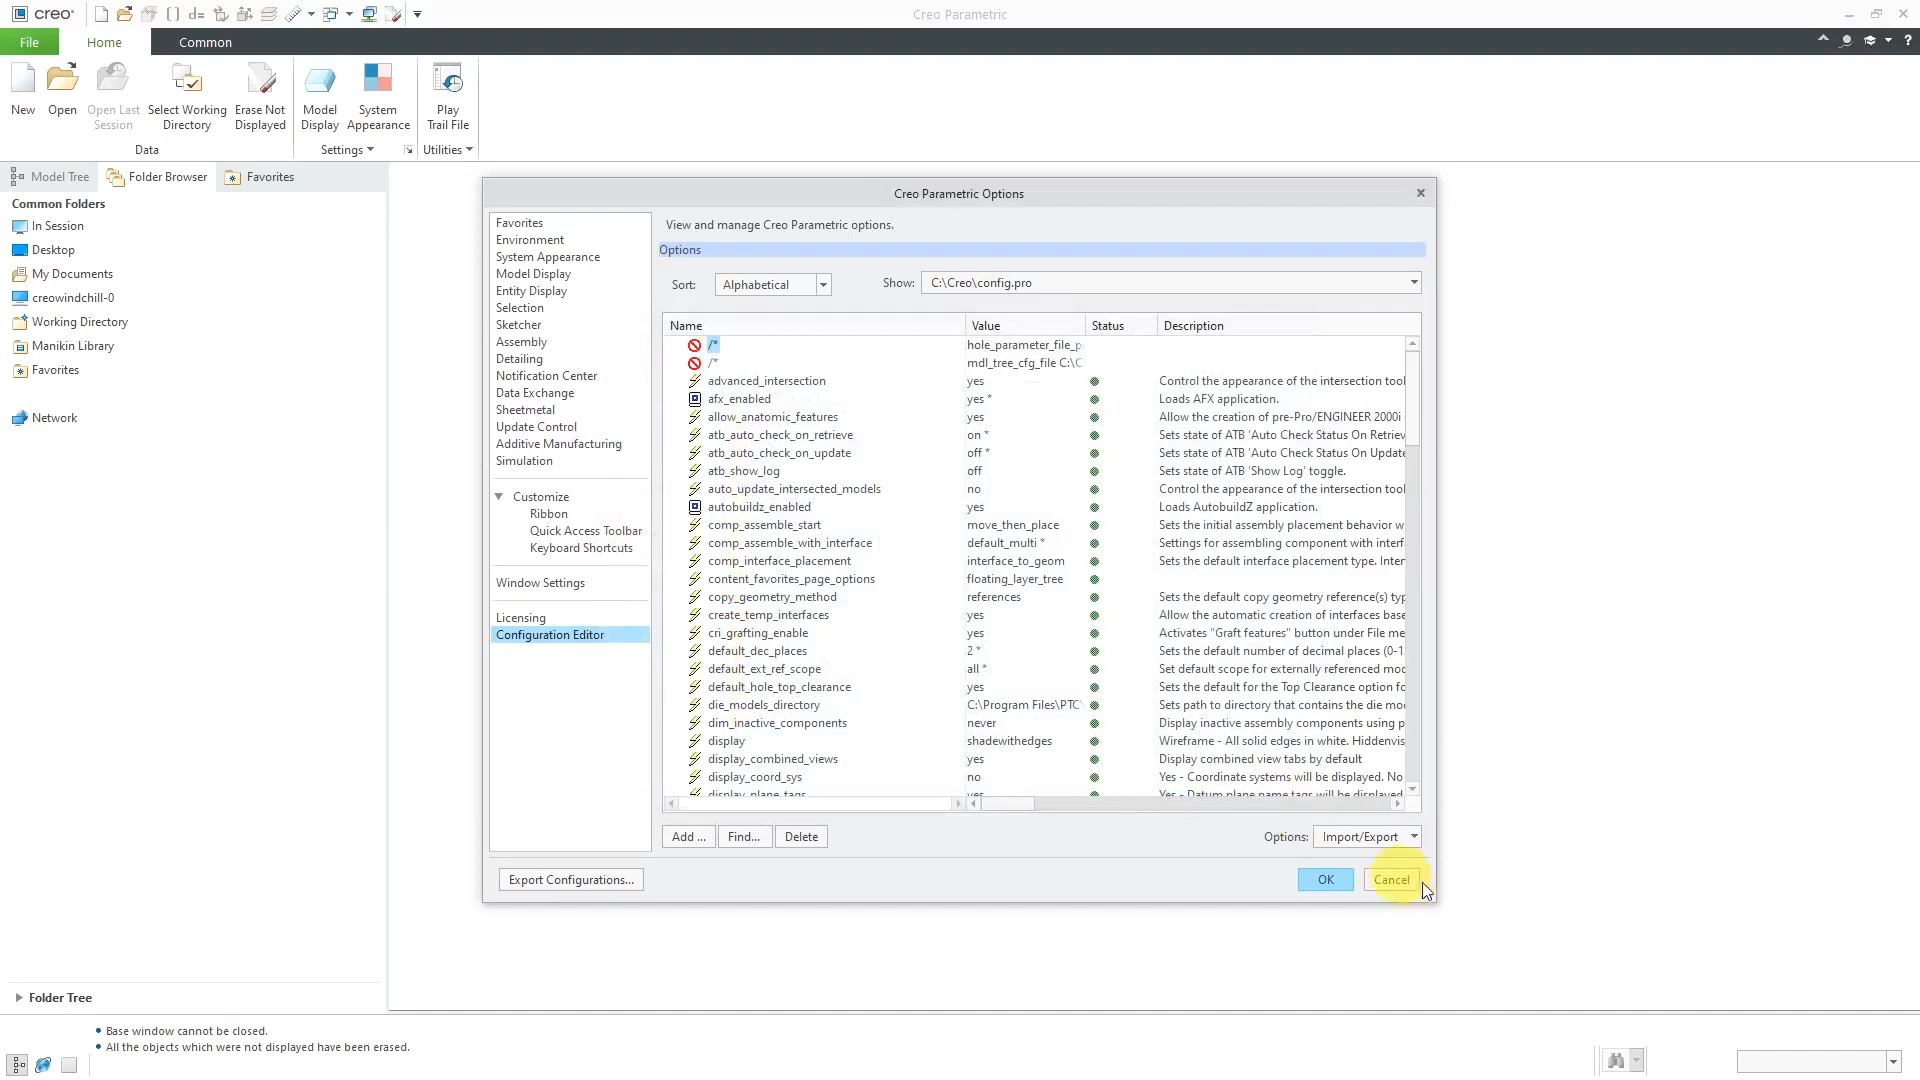 creo®
Creo Parametric
File
Home
Common
New
Open
Open Last
Session
Select Working
Directory
Erase Not
Displayed
Model
Display
System
Appearance
Play
Trail File
Data
Settings
Utilities
Model Tree
Folder Browser
Favorites
Common Folders
In Session
Desktop
My Documents
creowindchill-0
Working Directory
Manikin Library
Favorites
Network
Folder Tree
Creo Parametric Options
Favorites
Environment
System Appearance
Model Display
Entity Display
Selection
Sketcher
Assembly
Detailing
Notification Center
Data Exchange
Sheetmetal
Update Control
Additive Manufacturing
Simulation
Customize
Ribbon
Quick Access Toolbar
Keyboard Shortcuts
Window Settings
Licensing
Configuration Editor
View and manage Creo Parametric options.
Options
Sort: Alphabetical Show: C:\Creo\config.pro
Name Value Status Description
/* hole_parameter_file_p
/* mdl_tree_cfg_file C:\C
advanced_intersection yes Control the appearance of the intersection tool
afx_enabled yes * Loads AFX application.
allow_anatomic_features yes Allow the creation of pre-Pro/ENGINEER 2000i
atb_auto_check_on_retrieve on * Sets state of ATB 'Auto Check Status On Retriev
atb_auto_check_on_update off * Sets state of ATB 'Auto Check Status On Update
atb_show_log off Sets state of ATB 'Show Log' toggle.
auto_update_intersected_models no Control the appearance of the intersection tool
autobuildz_enabled yes Loads AutobuildZ application.
comp_assemble_start move_then_place Sets the initial assembly placement behavior w
comp_assemble_with_interface default_multi * Settings for assembling component with interf
comp_interface_placement interface_to_geom Sets the default interface placement type. Inter
content_favorites_page_options floating_layer_tree
copy_geometry_method references Sets the default copy geometry reference(s) typ
create_temp_interfaces yes Allow the automatic creation of interfaces base
cri_grafting_enable yes Activates "Graft features" button under File me
default_dec_places 2 * Sets the default number of decimal places (0-1
default_ext_ref_scope all * Set default scope for externally referenced mod
default_hole_top_clearance yes Sets the default for the Top Clearance option fo
die_models_directory C:\Program Files\PTC\ Sets path to directory that contains the die mod
dim_inactive_components never Display inactive assembly components using p
display shadewithedges Wireframe - All solid edges in white. Hiddenvis
display_combined_views yes Display combined view tabs by default
display_coord_sys no Yes - Coordinate systems will be displayed. No
display_plane_tags yes Yes - Datum plane name tags will be displayed
Add ... Find... Delete Options: Import/Export
Export Configurations... OK Cancel
• Base window cannot be closed.
• All the objects which were not displayed have been erased.